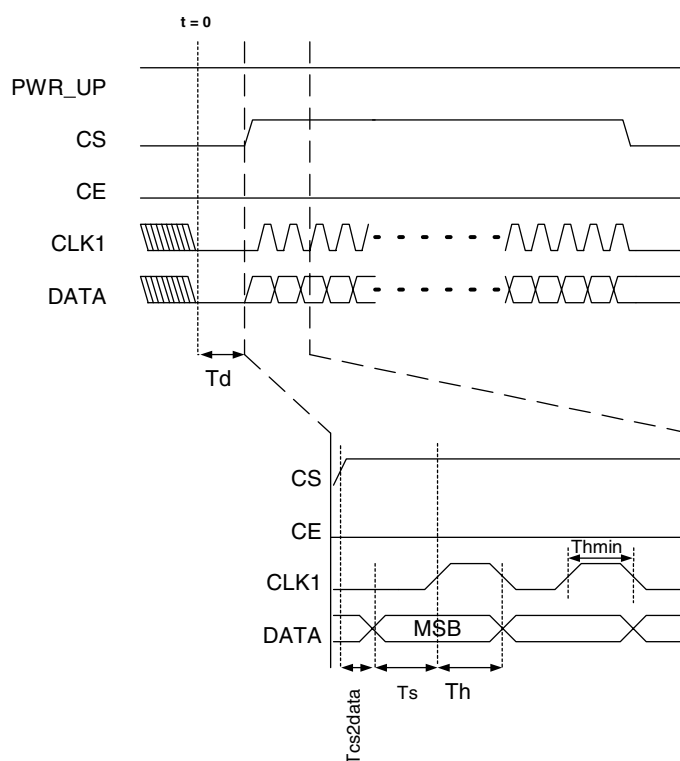 t = 0
PWR_UP
CS
CE
CLK1
DATA
Td
CS
CE
Thmin
CLK1
DATA
MSB
Tcs2data
Ts
Th